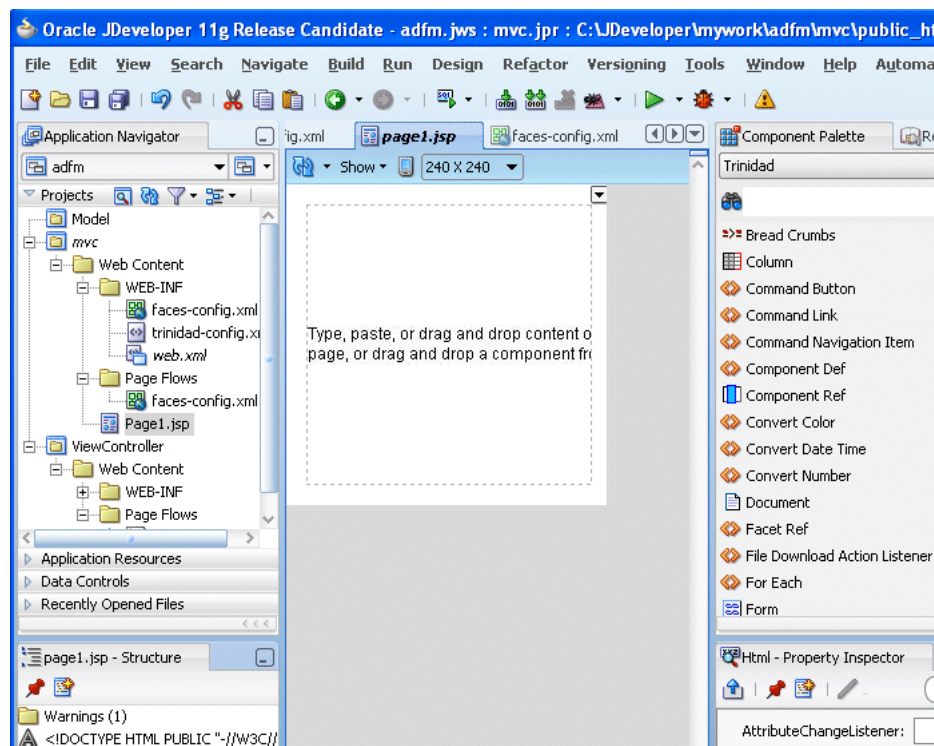 Oracle JDeveloper 11g Release Candidate - adfm.jws : mvc.jpr : C:\JDeveloper\mywork\adfm\mvc\public_ht
File Edit View Search Navigate Build Run Design Refactor Versioning Tools Window Help Automa
Application Navigator
adfm
Projects
Model
mvc
Web Content
WEB-INF
faces-config.xml
trinidad-config.x
web.xml
Page Flows
faces-config.xml
Page1.jsp
ViewController
Web Content
WEB-INF
Page Flows
Application Resources
Data Controls
Recently Opened Files
page1.jsp - Structure
Warnings (1)
<!DOCTYPE HTML PUBLIC "-//W3C//
fig.xml page1.jsp faces-config.xml
Show 240 X 240
Type, paste, or drag and drop content o
page, or drag and drop a component fr
Component Palette Re
Trinidad
Bread Crumbs
Column
Command Button
Command Link
Command Navigation Item
Component Def
Component Ref
Convert Color
Convert Date Time
Convert Number
Document
Facet Ref
File Download Action Listener
For Each
Form
Html - Property Inspector
AttributeChangeListener: